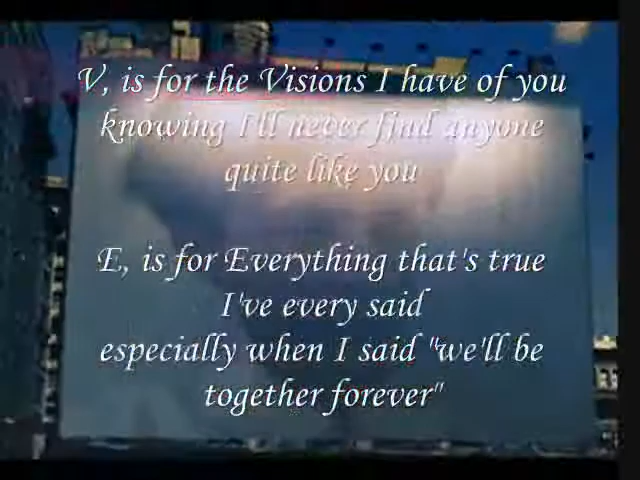 V, is for the Visions I have of you
knowing I'll never find anyone
quite like you
E, is for Everything that's true
I've every said
especially when I said "we'll be
together forever"